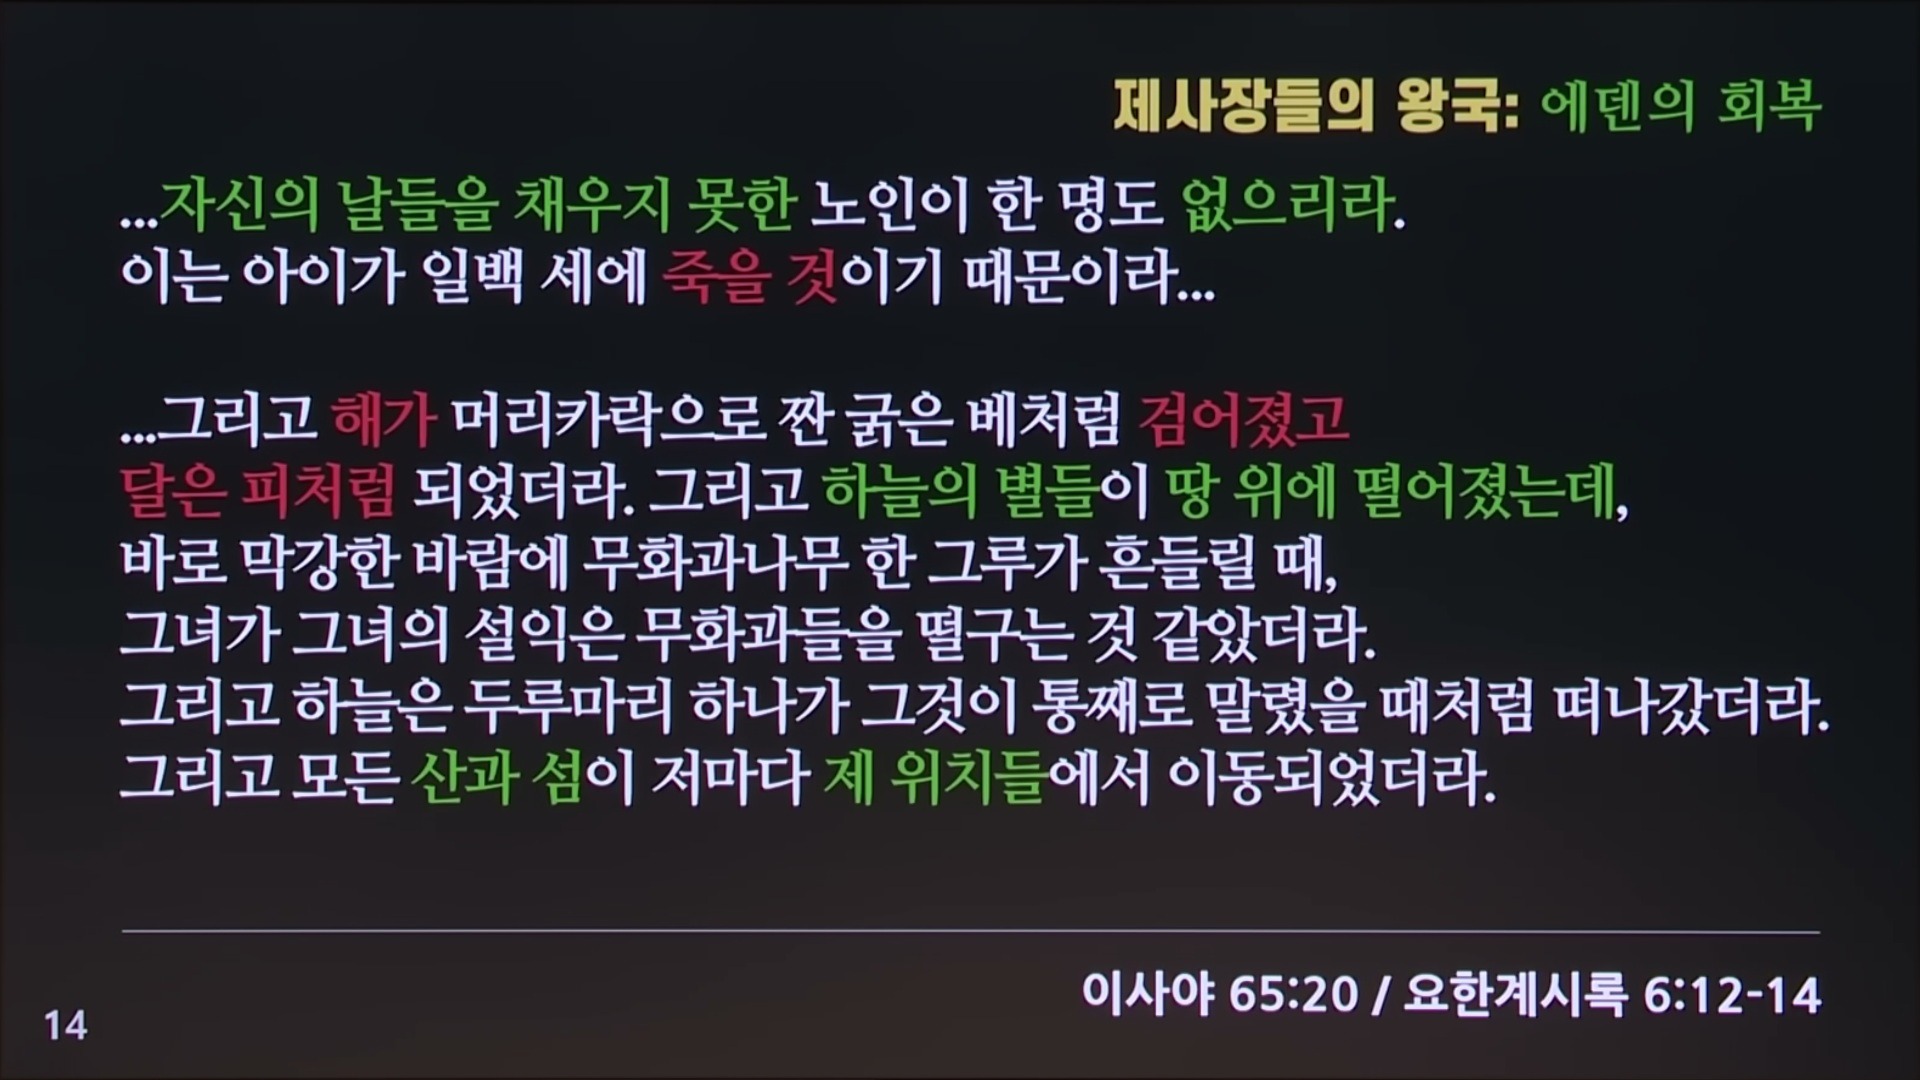 제사장들의 왕국: 에덴의 회복
...자신의 날들을 채우지 못한 노인이 한 명도 없으리라.
이는 아이가 일백 세에 죽을 것이기 때문이라...
...그리고 해가 머리카락으로 짠 굵은 베처럼 검어졌고
달은 피처럼 되었더라. 그리고 하늘의 별들이 땅 위에 떨어졌는데,
바로 막강한 바람에 무화과나무 한 그루가 흔들릴 때,
그녀가 그녀의 설익은 무화과들을 떨구는 것 같았더라.
그리고 하늘은 두루마리 하나가 그것이 통째로 말렸을 때처럼 떠나갔더라.
그리고 모든 산과 섬이 저마다 제 위치들에서 이동되었더라.
이사야 65:20 / 요한계시록 6:12-14
14